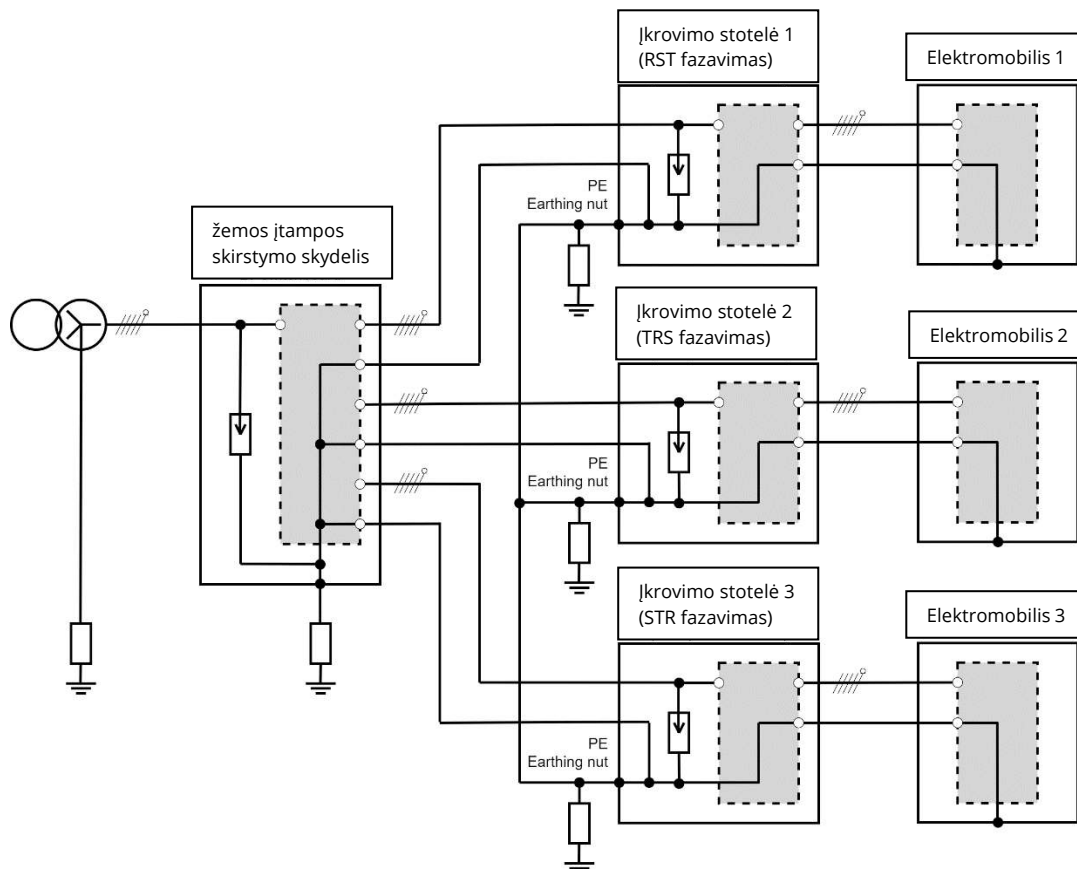 Įkrovimo stotelė 1
(RST fazavimas)
Elektromobilis 1
PE
Earthing nut
žemos įtampos
skirstymo skydelis
Įkrovimo stotelė 2
(TRS fazavimas)
Elektromobilis 2
PE
Earthing nut
Įkrovimo stotelė 3
(STR fazavimas)
Elektromobilis 3
PE
Earthing nut